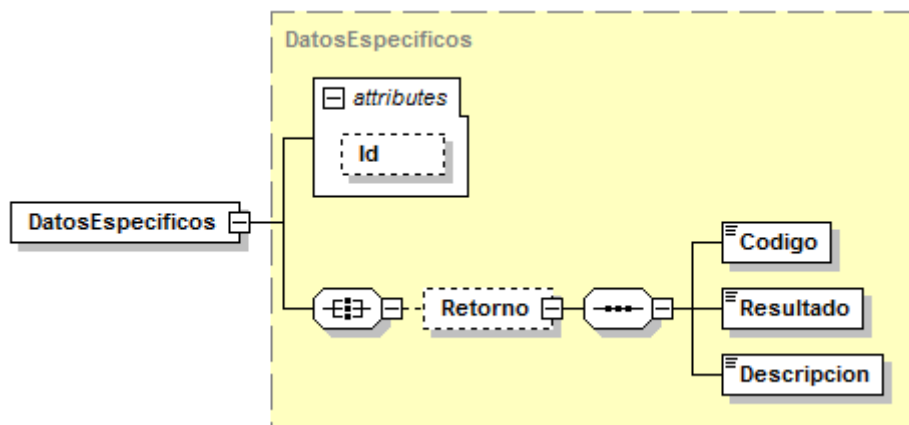 DatosEspecificos
attributes
Id
DatosEspecificos
Retorno
Codigo
Resultado
Descripcion